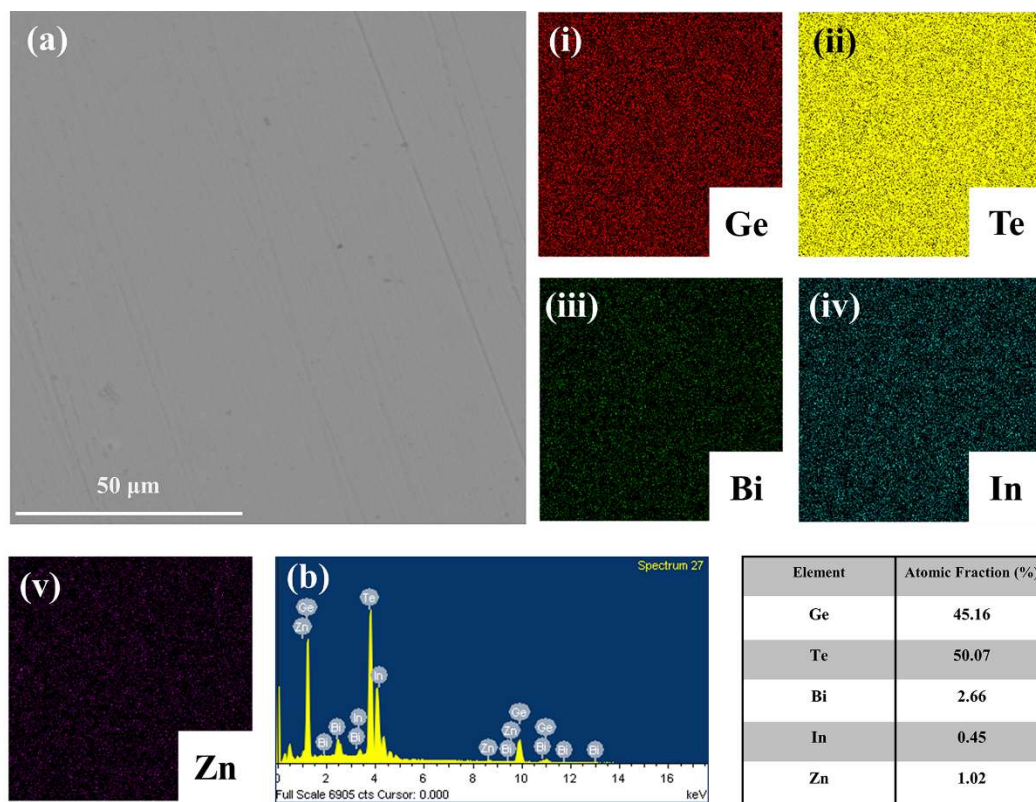 (a)
50 µm
(i)
Ge
(ii)
Te
(iii)
Bi
(iv)
In
(v)
Zn
(b)
Spectrum 27
Te
Ge
Zn
In
Bi
Bi
In
Bi
Ge
Zn
Ge
Zn
Bi
Bi
Bi
Bi
0 2 4 6 8 10 12 14 16
Full Scale 6905 cts Cursor: 0.000
keV
Element Atomic Fraction (%)
Ge 45.16
Te 50.07
Bi 2.66
In 0.45
Zn 1.02